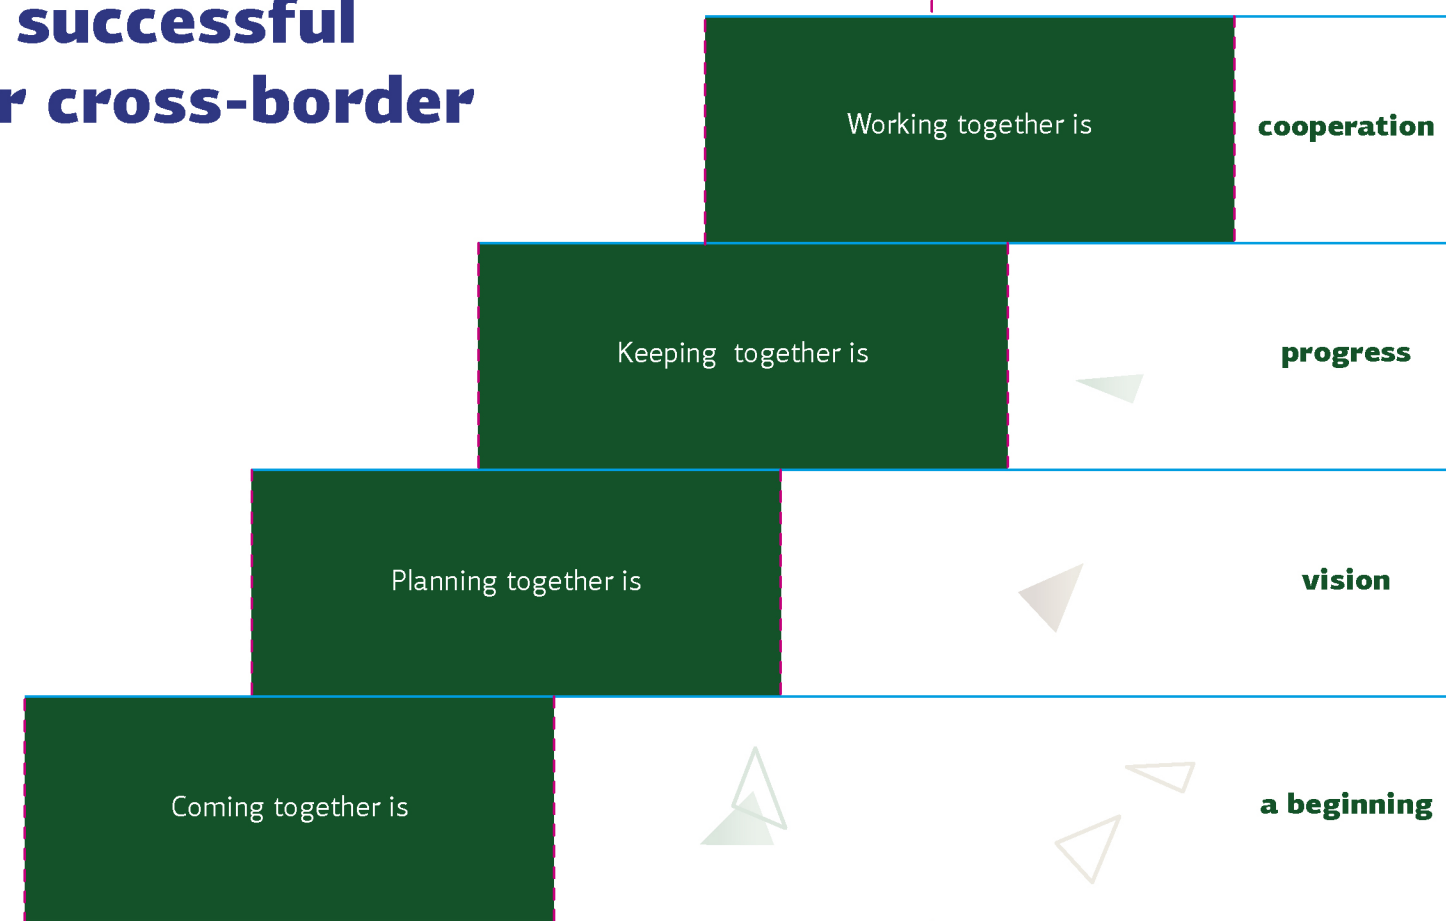 successful
r cross-border
Working together is cooperation
Keeping together is progress
Planning together is vision
Coming together is a beginning